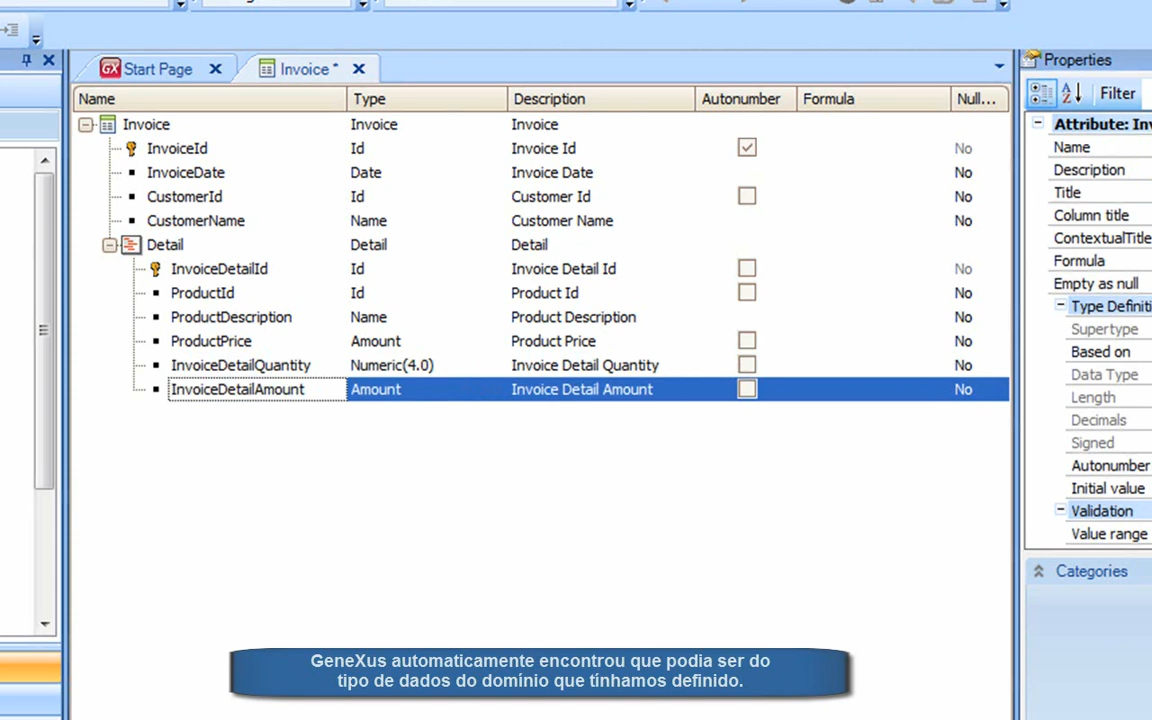 Start Page
Invoice *
Name Type Description Autonumber Formula Null...
Invoice Invoice Invoice
InvoiceId Id Invoice Id No
InvoiceDate Date Invoice Date No
CustomerId Id Customer Id No
CustomerName Name Customer Name No
Detail Detail Detail
InvoiceDetailId Id Invoice Detail Id No
ProductId Id Product Id No
ProductDescription Name Product Description No
ProductPrice Amount Product Price No
InvoiceDetailQuantity Numeric(4.0) Invoice Detail Quantity No
InvoiceDetailAmount Amount Invoice Detail Amount No
Properties
Filter
Attribute: Inv
Name
Description
Title
Column title
ContextualTitle
Formula
Empty as null
Type Definiti
Supertype
Based on
Data Type
Length
Decimals
Signed
Autonumber
Initial value
Validation
Value range
Categories
GeneXus automaticamente encontrou que podia ser do
tipo de dados do domínio que tínhamos definido.